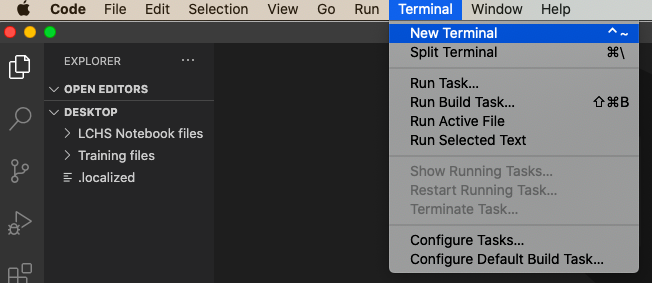 Code File Edit Selection View Go Run Terminal Window Help
EXPLORER ...
OPEN EDITORS
DESKTOP
LCHS Notebook files
Training files
.localized
New Terminal ⌃~
Split Terminal ⌘\
Run Task...
Run Build Task... ⇧⌘B
Run Active File
Run Selected Text
Show Running Tasks...
Restart Running Task...
Terminate Task...
Configure Tasks...
Configure Default Build Task...